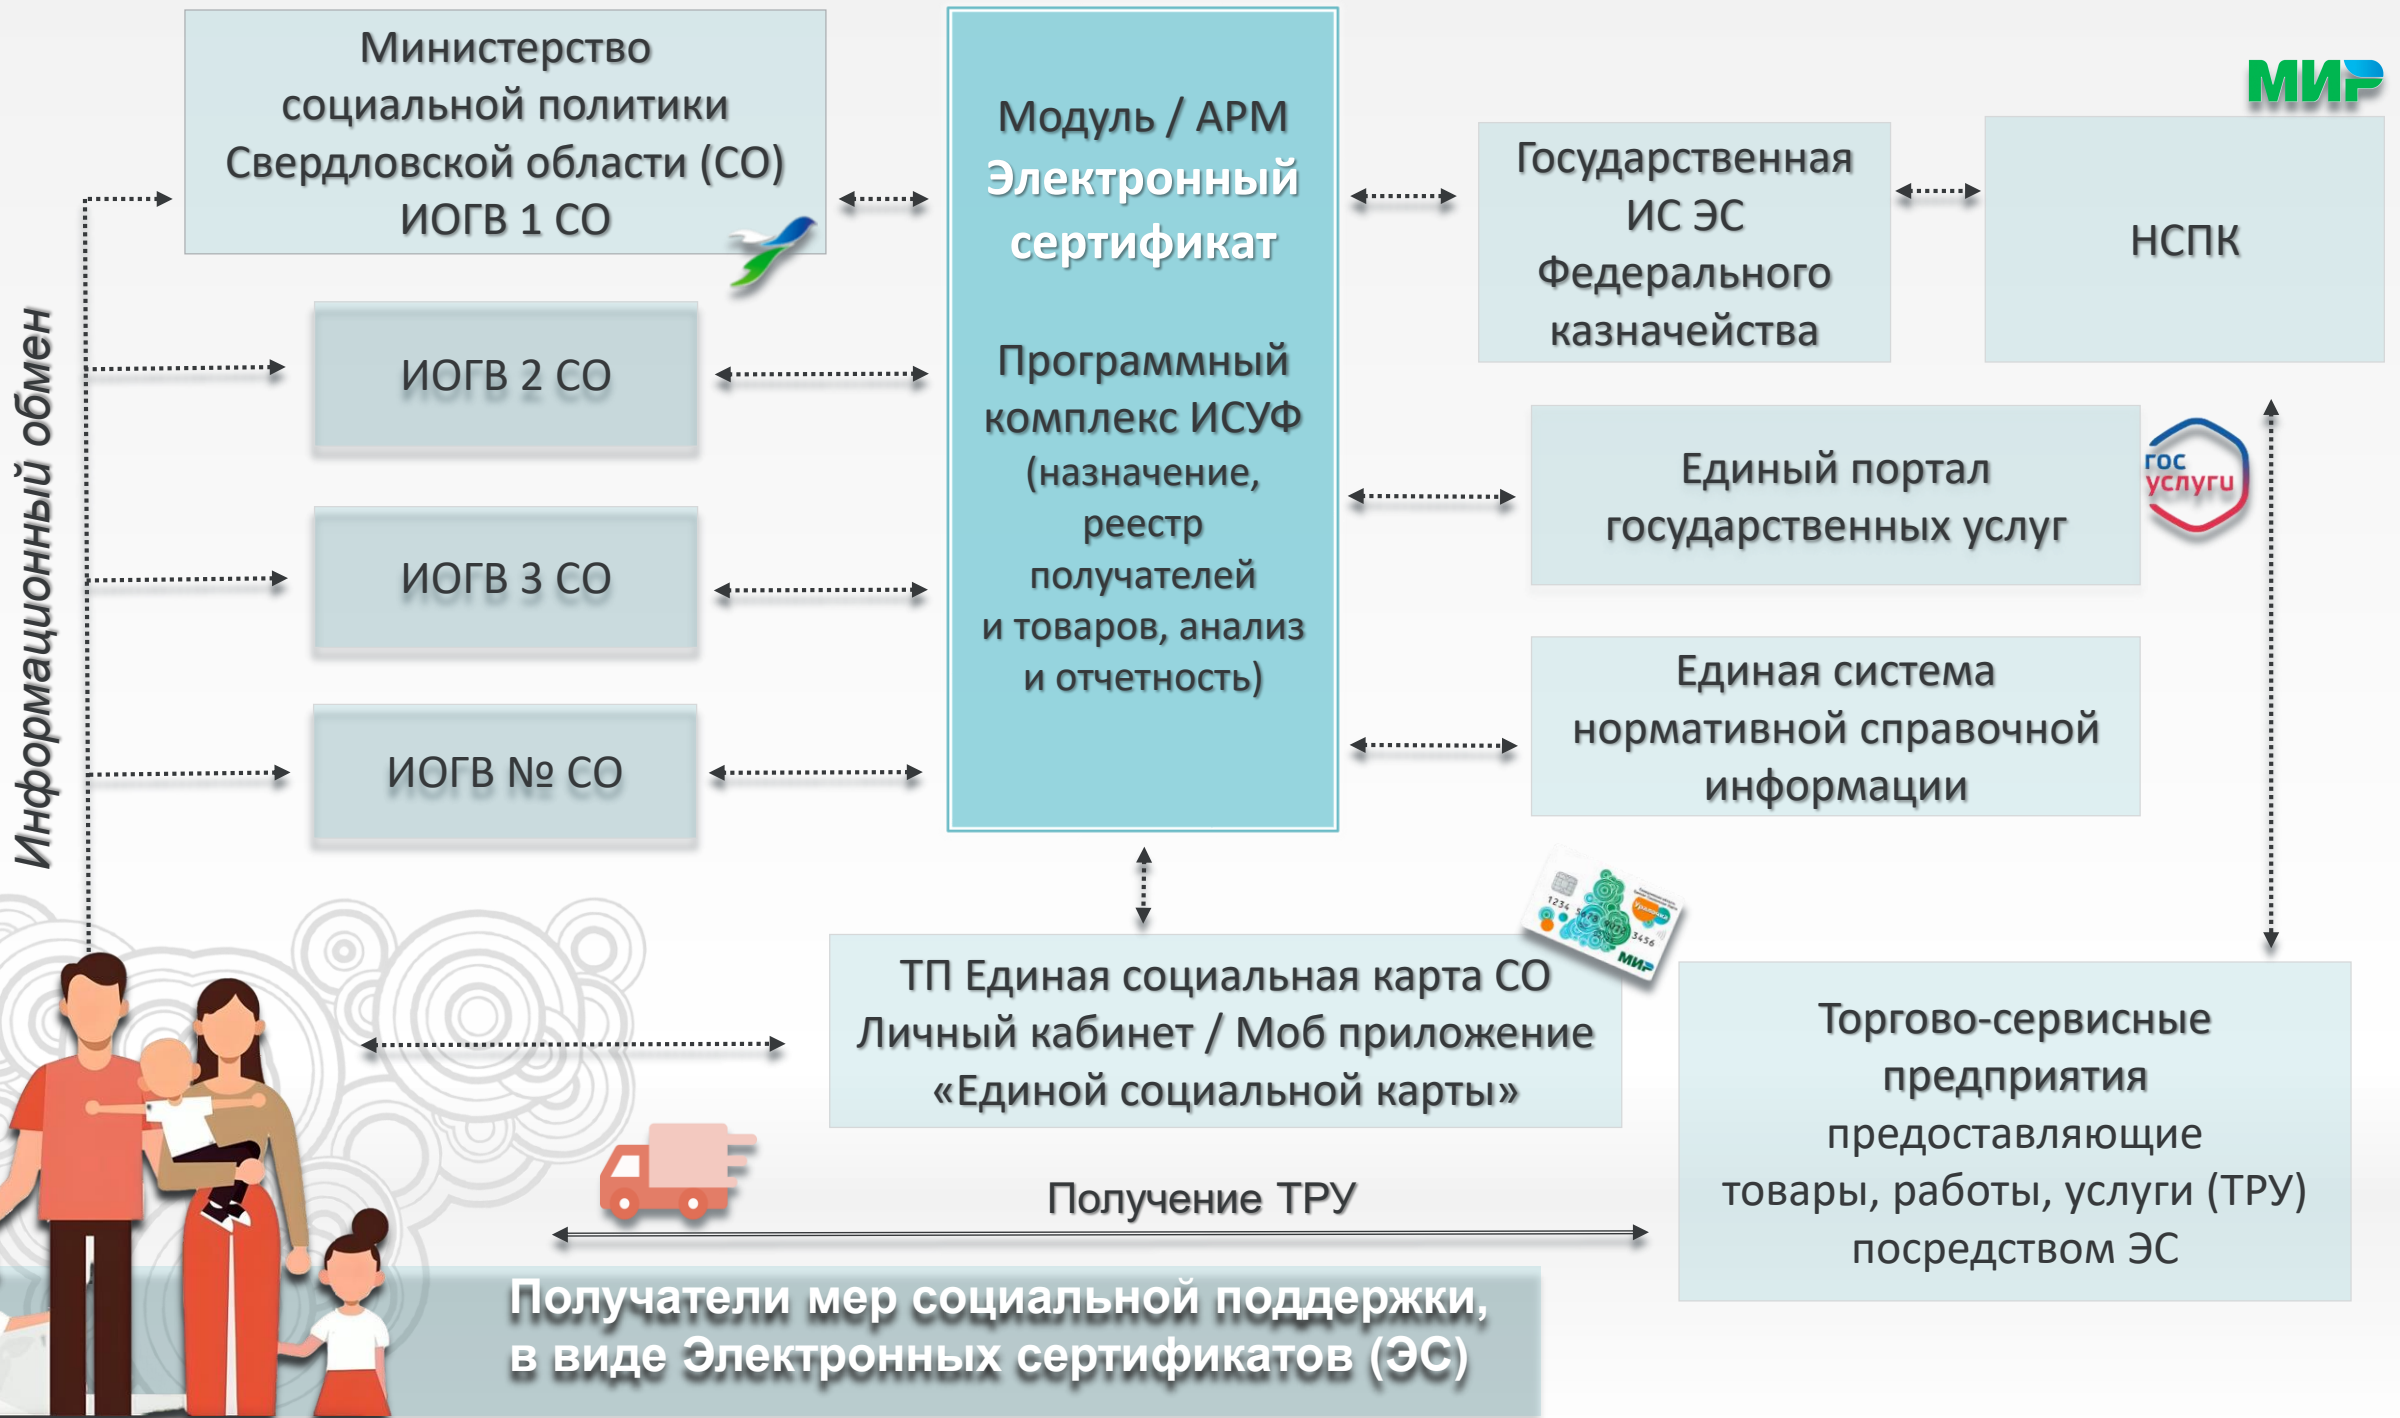 Министерство
социальной политики
Свердловской области (СО)
ИОГВ 1 СО
ИОГВ 2 СО
ИОГВ 3 СО
ИОГВ № СО
Информационный обмен
Модуль / АРМ
Электронный
сертификат
Программный
комплекс ИСУФ
(назначение,
реестр
получателей
и товаров, анализ
и отчетность)
Государственная
ИС ЭС
Федерального
казначейства
МИР
НСПК
Единый портал
государственных услуг
гос
услуги
Единая система
нормативной справочной
информации
1234 5678 3456
МИР
ТП Единая социальная карта СО
Личный кабинет / Моб приложение
«Единой социальной карты»
Торгово-сервисные
предприятия
предоставляющие
товары, работы, услуги (ТРУ)
посредством ЭС
Получение ТРУ
Получатели мер социальной поддержки,
в виде Электронных сертификатов (ЭС)